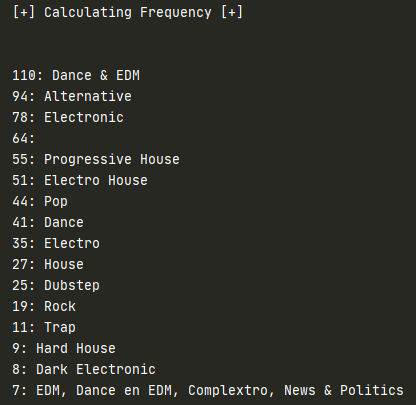 [+] Calculating Frequency [+]
110: Dance & EDM
94: Alternative
78: Electronic
64:
55: Progressive House
51: Electro House
44: Pop
41: Dance
35: Electro
27: House
25: Dubstep
19: Rock
11: Trap
9: Hard House
8: Dark Electronic
7: EDM, Dance en EDM, Complextro, News & Politics